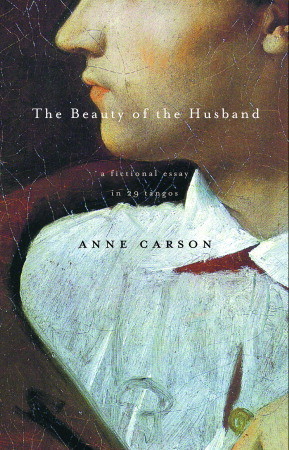 The Beauty of the Husband
a fictional essay
in 29 tangos
ANNE CARSON